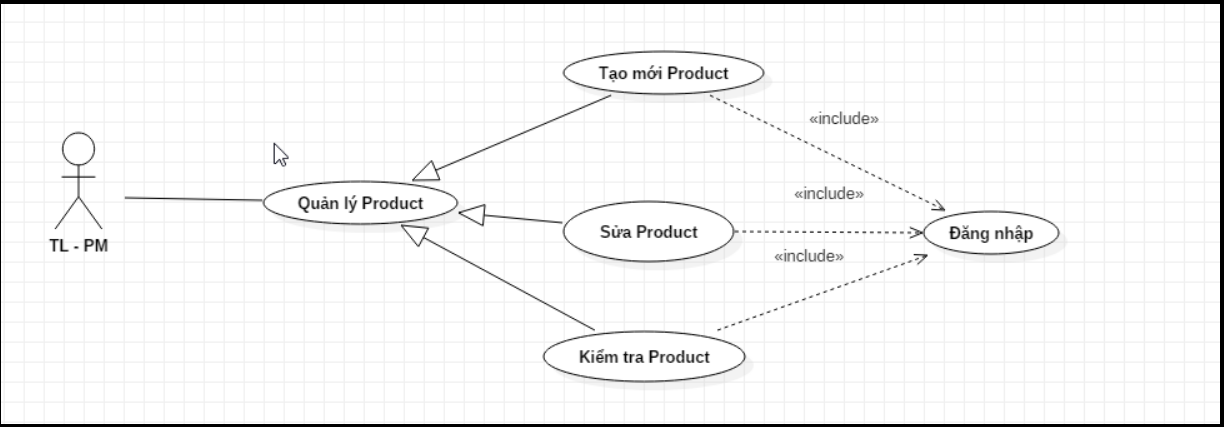 Tạo mới Product
«include»
«include»
Quản lý Product
Sửa Product
Đăng nhập
TL - PM
«include»
Kiểm tra Product